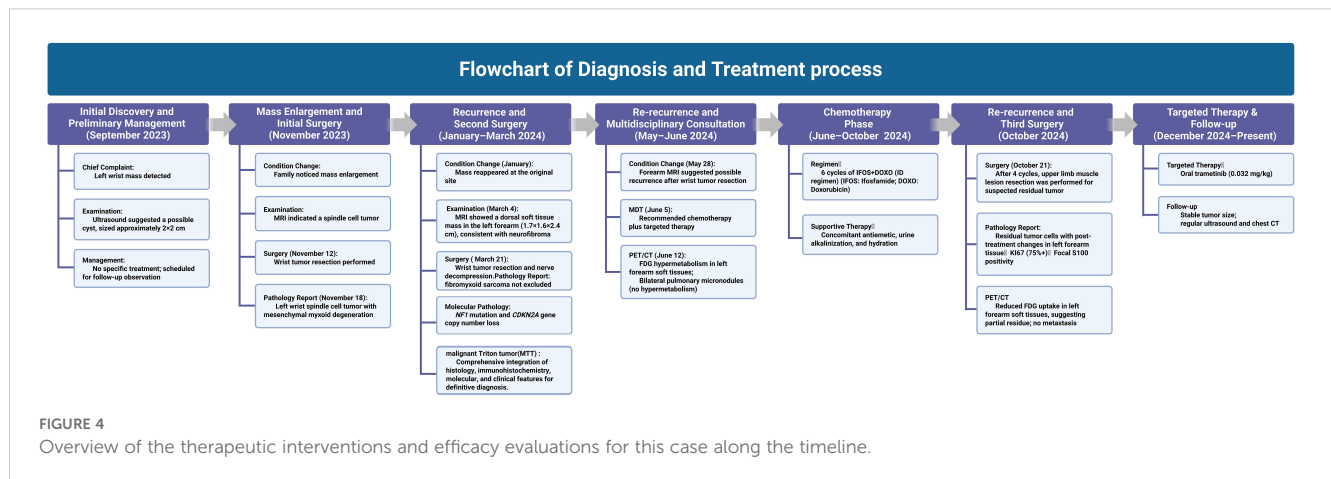 Flowchart of Diagnosis and Treatment process
Initial Discovery and
Preliminary Management
(September 2023)
Chief Complaint:
Left wrist mass detected
Examination:
Ultrasound suggested a possible
cyst, sized approximately 2×2 cm
Management:
No specific treatment; scheduled
for follow-up observation
Mass Enlargement and
Initial Surgery
(November 2023)
Condition Change:
Family noticed mass enlargement
Examination:
MRI indicated a spindle cell tumor
Surgery (November 12):
Wrist tumor resection performed
Pathology Report (November 18):
Left wrist spindle cell tumor with
mesenchymal myxoid degeneration
Recurrence and
Second Surgery
(January–March 2024)
Condition Change (January):
Mass reappeared at the original
site
Examination (March 4):
MRI showed a dorsal soft tissue
mass in the left forearm (1.7×1.6×2.4
cm), consistent with neurofibroma
Surgery ( March 21):
Wrist tumor resection and nerve
decompression.Pathology Report:
fibromyxoid sarcoma not excluded
Molecular Pathology:
NF1 mutation and CDKN2A gene
copy number loss
malignant Triton tumor(MTT) :
Comprehensive integration of
histology, immunohistochemistry,
molecular, and clinical features for
definitive diagnosis.
Re-recurrence and
Multidisciplinary Consultation
(May–June 2024)
Condition Change (May 28):
Forearm MRI suggested possible
recurrence after wrist tumor resection
MDT (June 5):
Recommended chemotherapy
plus targeted therapy
PET/CT (June 12):
FDG hypermetabolism in left
forearm soft tissues;
Bilateral pulmonary micronodules
(no hypermetabolism)
Chemotherapy
Phase
(June–October 2024)
Regimen
6 cycles of IFOS+DOXO (ID
regimen) (IFOS: Ifosfamide; DOXO:
Doxorubicin)
Supportive Therapy
Concomitant antiemetic, urine
alkalinization, and hydration
Re-recurrence and
Third Surgery
(October 2024)
Surgery (October 21):
After 4 cycles, upper limb muscle
lesion resection was performed for
suspected residual tumor
Pathology Report:
Residual tumor cells with post-
treatment changes in left forearm
tissue KI67 (75%+) Focal S100
positivity
PET/CT
Reduced FDG uptake in left
forearm soft tissues, suggesting
partial residue; no metastasis
Targeted Therapy &
Follow-up
(December 2024–Present)
Targeted Therapy
Oral trametinib (0.032 mg/kg)
Follow-up
Stable tumor size;
regular ultrasound and chest CT
FIGURE 4
Overview of the therapeutic interventions and efficacy evaluations for this case along the timeline.